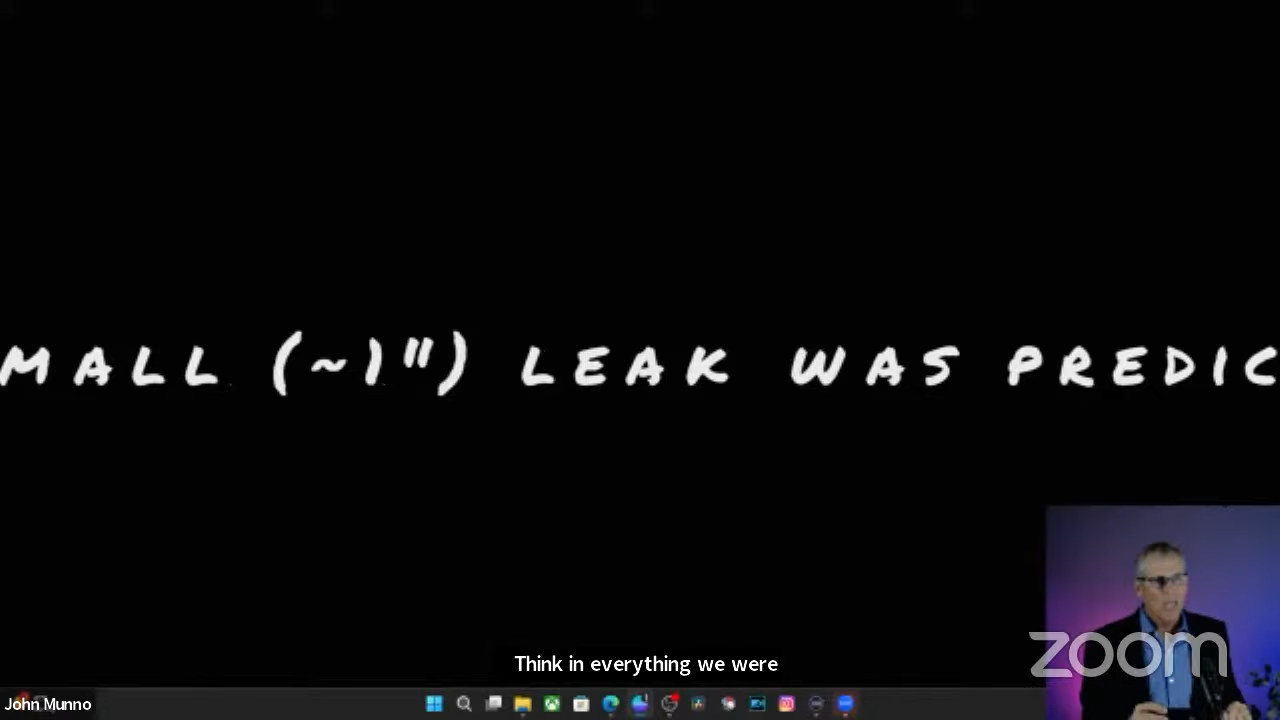 MALL (~1") LEAK WAS PREDIC
Think in everything we were
zoom
John Munno